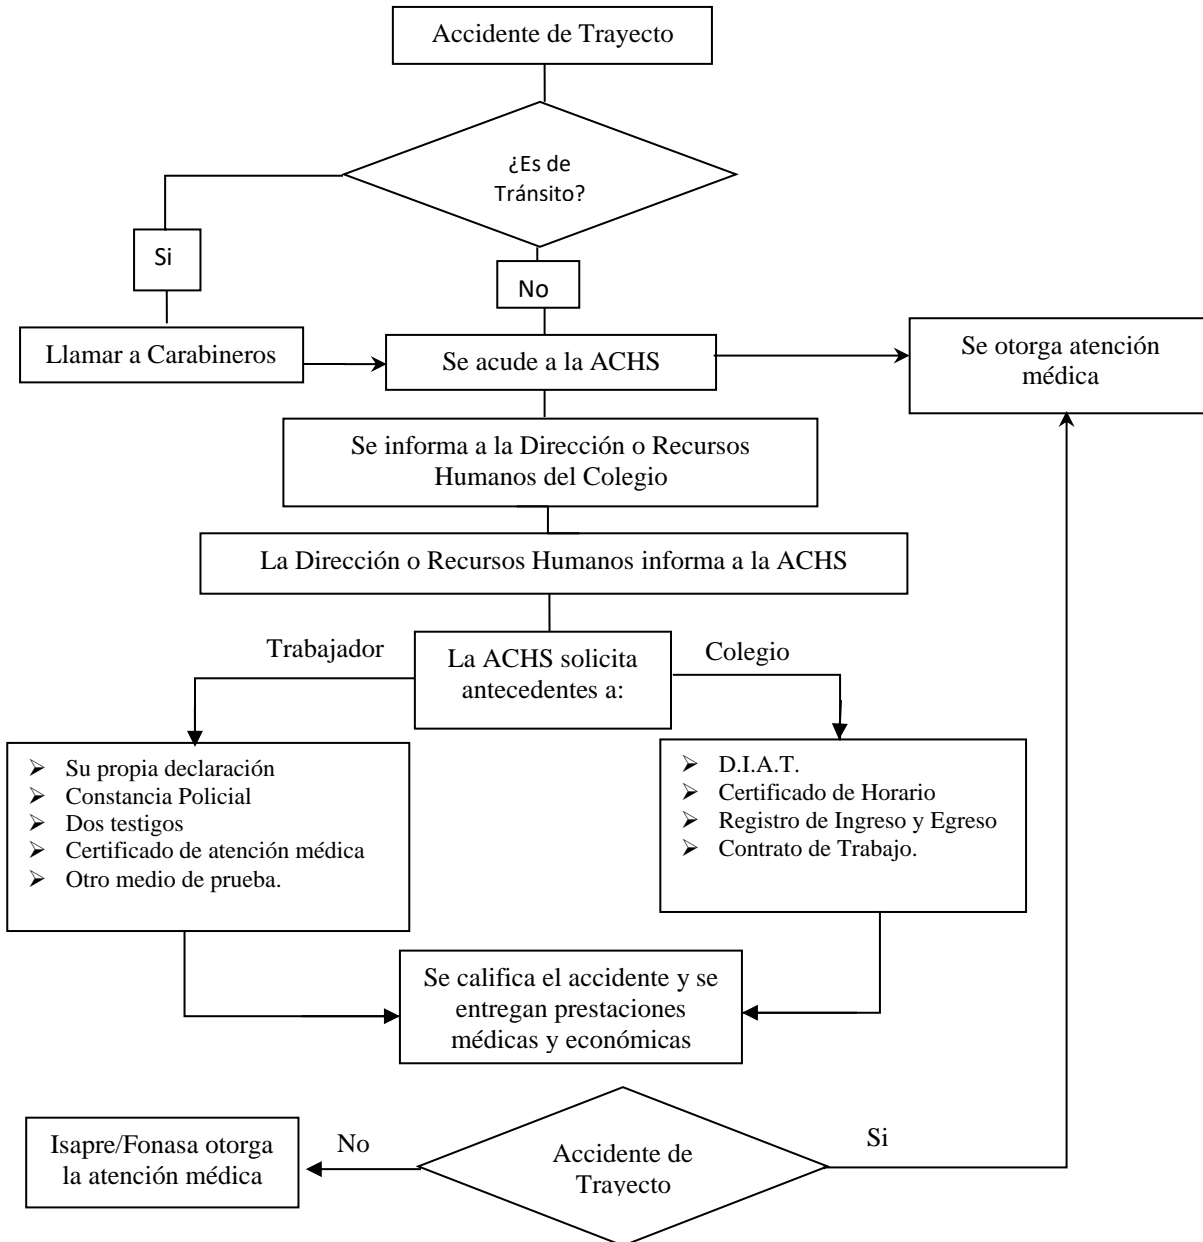 Accidente de Trayecto
¿Es de
Tránsito?
Si
No
Llamar a Carabineros
Se acude a la ACHS
Se otorga atención
médica
Se informa a la Dirección o Recursos
Humanos del Colegio
La Dirección o Recursos Humanos informa a la ACHS
Trabajador
La ACHS solicita
antecedentes a:
Colegio
➢ Su propia declaración
➢ Constancia Policial
➢ Dos testigos
➢ Certificado de atención médica
➢ Otro medio de prueba.
➢ D.I.A.T.
➢ Certificado de Horario
➢ Registro de Ingreso y Egreso
➢ Contrato de Trabajo.
Se califica el accidente y se
entregan prestaciones
médicas y económicas
Isapre/Fonasa otorga
la atención médica
No
Accidente de
Trayecto
Si